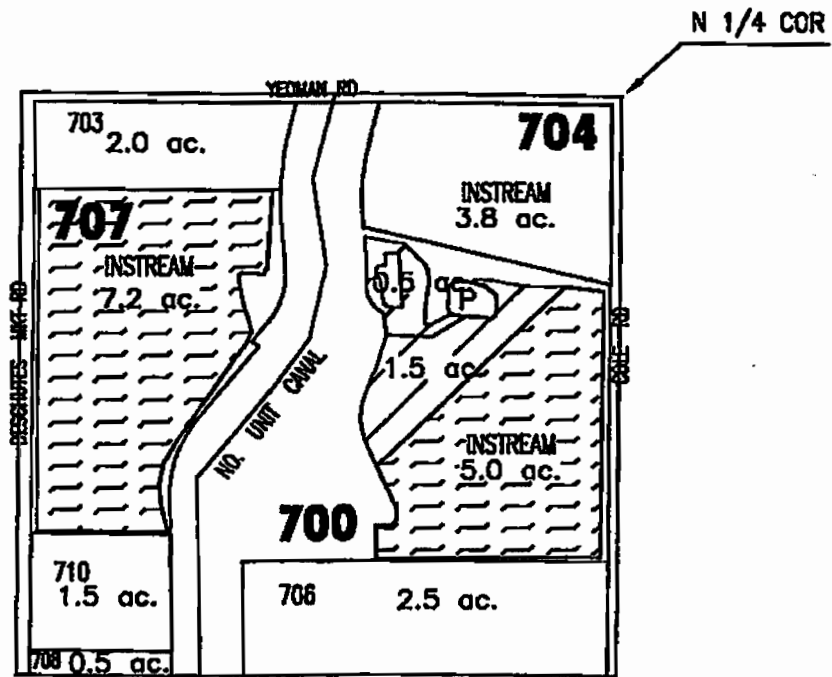 N 1/4 COR
YEOMAN RD
703
2.0 ac.
704
INSTREAM
3.8 ac.
707
INSTREAM
7.2 ac.
0.5 ac.
P
DESCHUTES MKT RD
COLE RD
1.5 ac.
NO. UNIT CANAL
INSTREAM
5.0 ac.
700
710
1.5 ac.
706
2.5 ac.
708
0.5 ac.